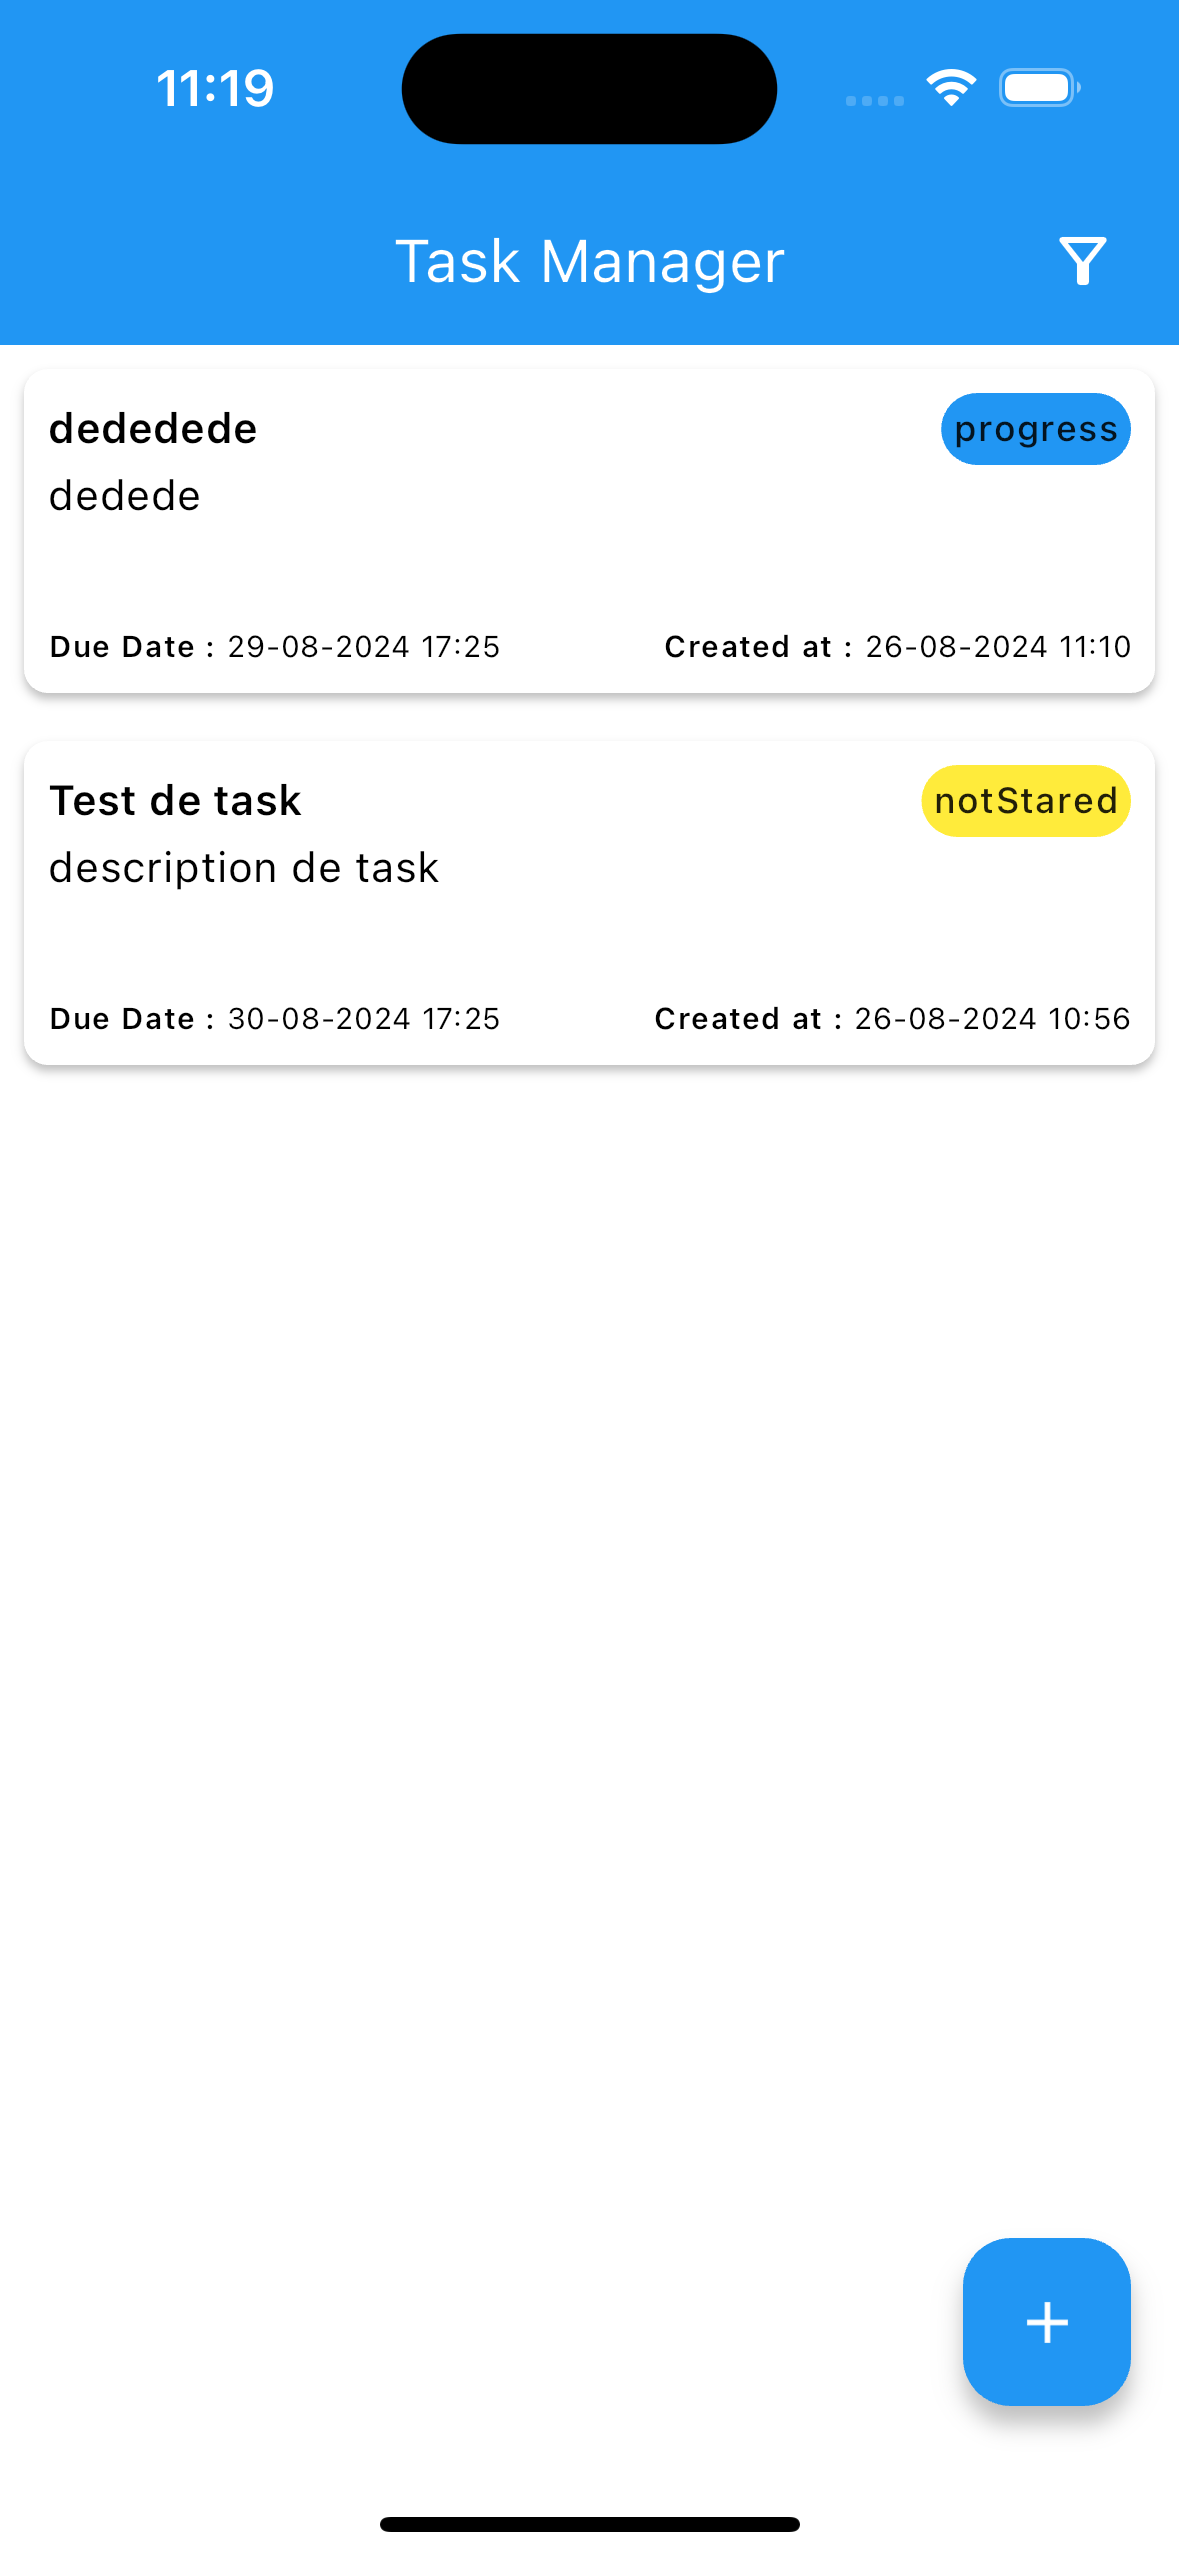 11:19
Task Manager
dededede
progress
dedede
Due Date : 29-08-2024 17:25
Created at : 26-08-2024 11:10
Test de task
notStared
description de task
Due Date : 30-08-2024 17:25
Created at : 26-08-2024 10:56